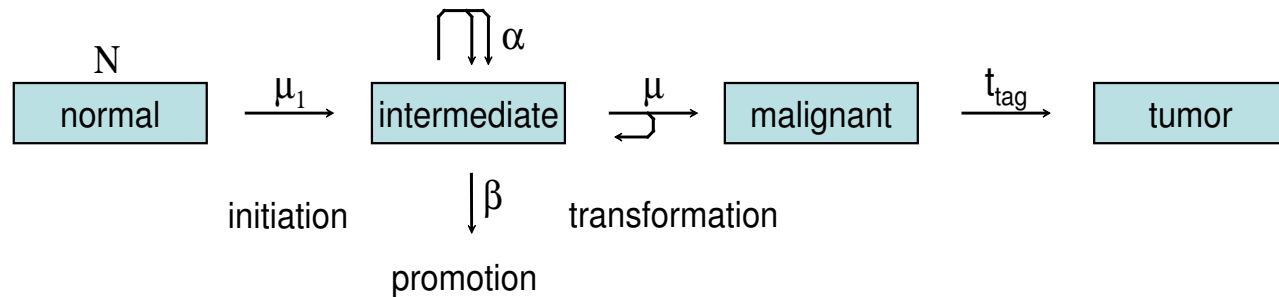 N
α
normal
μ1
intermediate
μ
malignant
t_tag
tumor
initiation
β
transformation
promotion